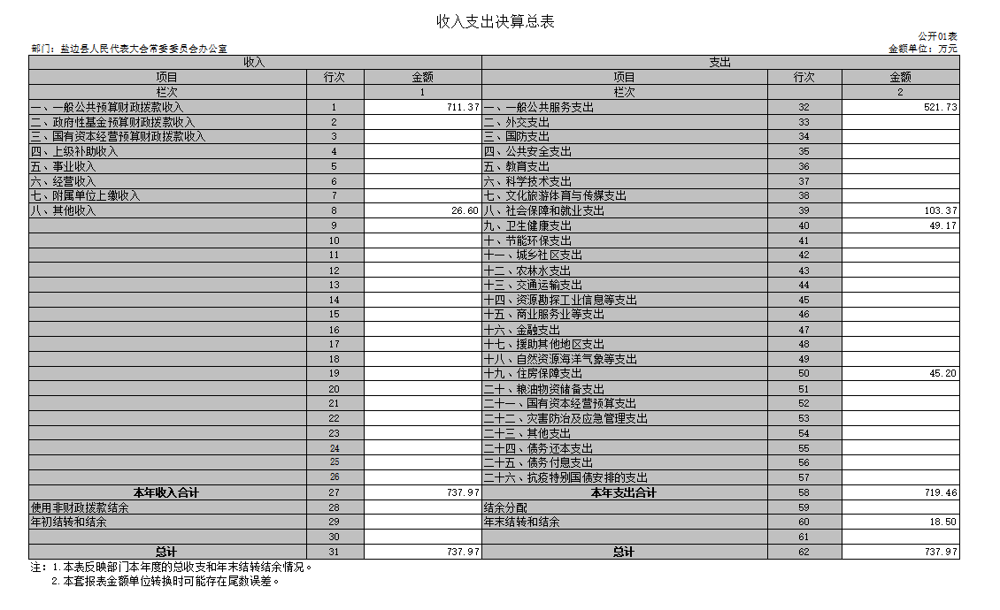 收入支出决算总表
公开01表
部门：盐边县人民代表大会常委委员会办公室 金额单位：万元
收入 支出
项目 行次 金额 项目 行次 金额
栏次 1 栏次 2
一、一般公共预算财政拨款收入 1 711.37 一、一般公共服务支出 32 521.73
二、政府性基金预算财政拨款收入 2 二、外交支出 33
三、国有资本经营预算财政拨款收入 3 三、国防支出 34
四、上级补助收入 4 四、公共安全支出 35
五、事业收入 5 五、教育支出 36
六、经营收入 6 六、科学技术支出 37
七、附属单位上缴收入 7 七、文化旅游体育与传媒支出 38
八、其他收入 8 26.60 八、社会保障和就业支出 39 103.37
9 九、卫生健康支出 40 49.17
10 十、节能环保支出 41
11 十一、城乡社区支出 42
12 十二、农林水支出 43
13 十三、交通运输支出 44
14 十四、资源勘探工业信息等支出 45
15 十五、商业服务业等支出 46
16 十六、金融支出 47
17 十七、援助其他地区支出 48
18 十八、自然资源海洋气象等支出 49
19 十九、住房保障支出 50 45.20
20 二十、粮油物资储备支出 51
21 二十一、国有资本经营预算支出 52
22 二十二、灾害防治及应急管理支出 53
23 二十三、其他支出 54
24 二十四、债务还本支出 55
25 二十五、债务付息支出 56
26 二十六、抗疫特别国债安排的支出 57
本年收入合计 27 737.97 本年支出合计 58 719.46
使用非财政拨款结余 28 结余分配 59
年初结转和结余 29 年末结转和结余 60 18.50
30 61
总计 31 737.97 总计 62 737.97
注：1.本表反映部门本年度的总收支和年末结转结余情况。
2.本套报表金额单位转换时可能存在尾数误差。